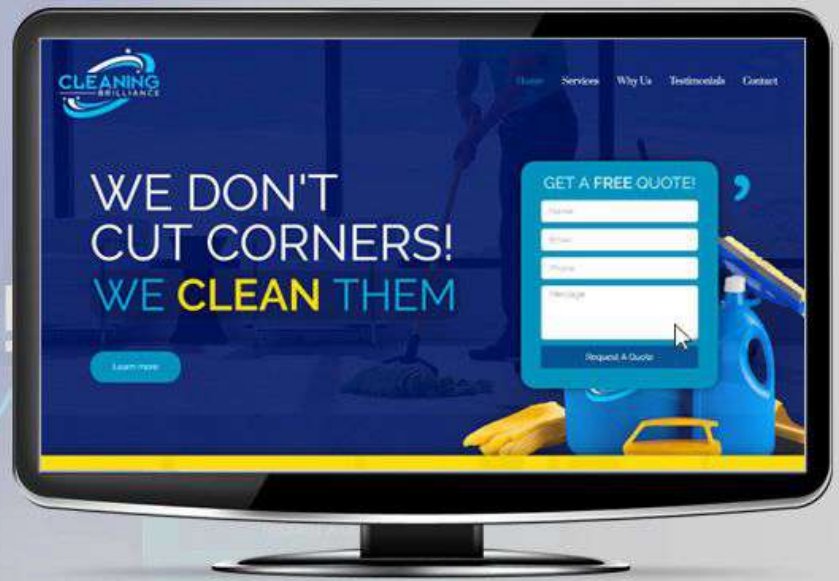 CLEANING
BRILLIANCE
Home Services Why Us Testimonials Contact
WE DON'T
CUT CORNERS!
WE CLEAN THEM
Learn more
GET A FREE QUOTE!
Name
Email
Phone
Message
Request A Quote